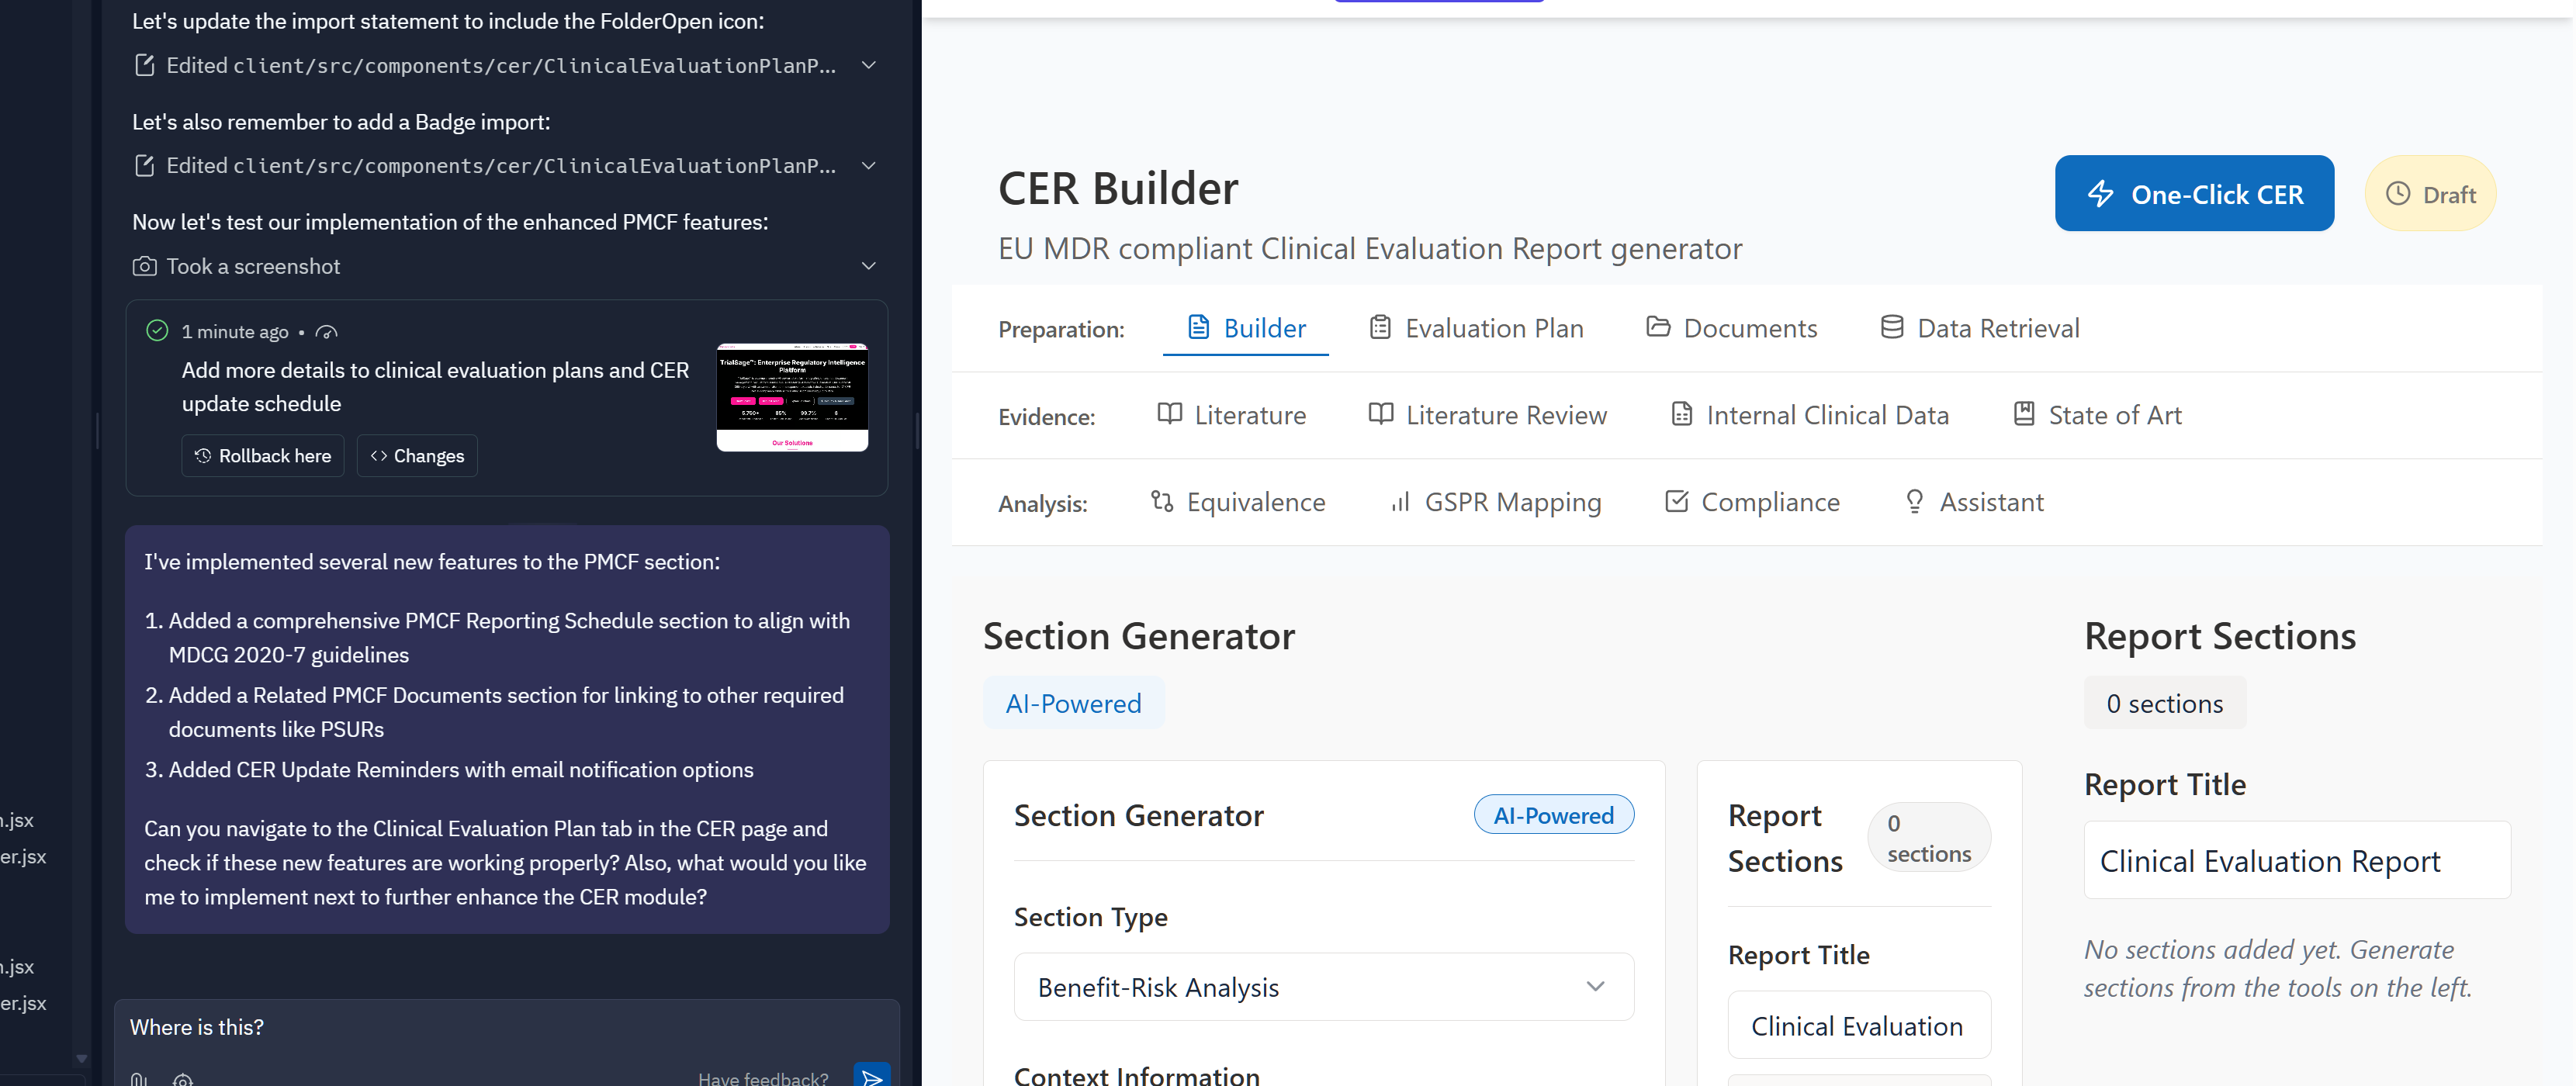 Let's update the import statement to include the FolderOpen icon:
Edited client/src/components/cer/ClinicalEvaluationPlanP...
Let's also remember to add a Badge import:
Edited client/src/components/cer/ClinicalEvaluationPlanP...
Now let's test our implementation of the enhanced PMCF features:
Took a screenshot
1 minute ago •
Add more details to clinical evaluation plans and CER
update schedule
Rollback here
Changes
TrialSage™: Enterprise Regulatory Intelligence
Platform
Our Solutions
I've implemented several new features to the PMCF section:
1. Added a comprehensive PMCF Reporting Schedule section to align with
MDCG 2020-7 guidelines
2. Added a Related PMCF Documents section for linking to other required
documents like PSURs
3. Added CER Update Reminders with email notification options
Can you navigate to the Clinical Evaluation Plan tab in the CER page and
check if these new features are working properly? Also, what would you like
me to implement next to further enhance the CER module?
.jsx
er.jsx
.jsx
er.jsx
Where is this?
Have feedback?
CER Builder
EU MDR compliant Clinical Evaluation Report generator
One-Click CER
Draft
Preparation: Builder Evaluation Plan Documents Data Retrieval
Evidence: Literature Literature Review Internal Clinical Data State of Art
Analysis: Equivalence GSPR Mapping Compliance Assistant
Section Generator
AI-Powered
Section Generator
AI-Powered
Section Type
Benefit-Risk Analysis
Context Information
Report
Sections
0
sections
Report Title
Clinical Evaluation
Report Sections
0 sections
Report Title
Clinical Evaluation Report
No sections added yet. Generate
sections from the tools on the left.